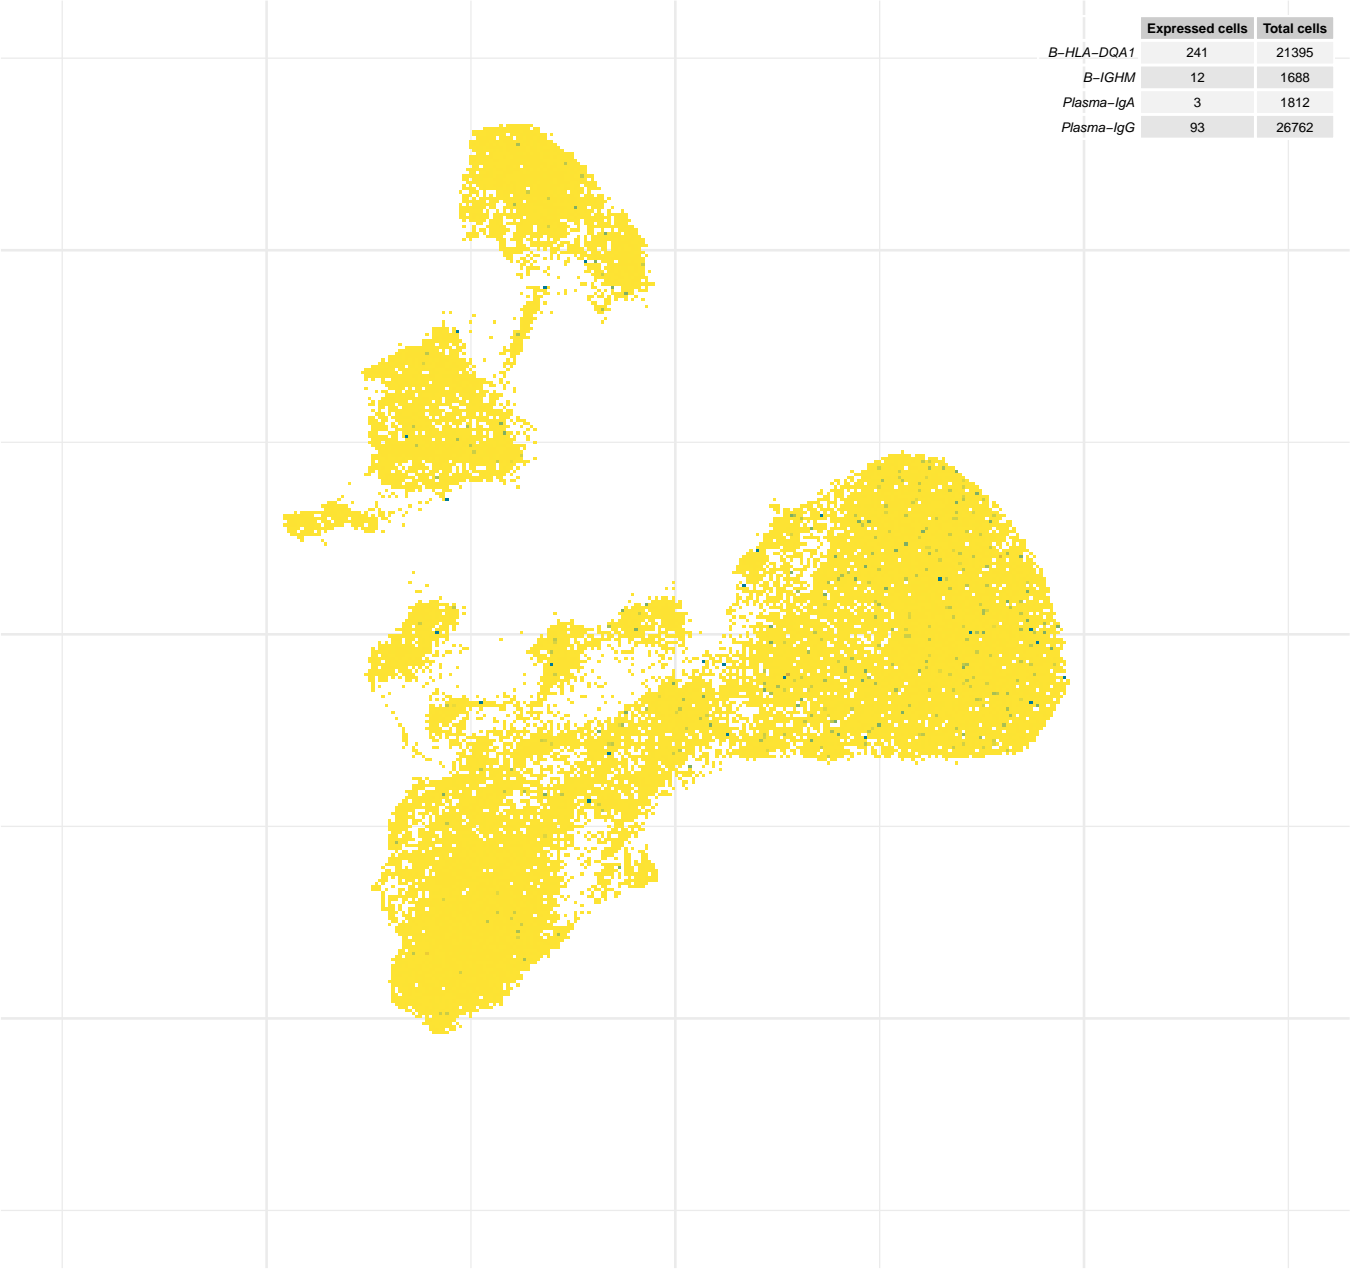 Expressed cells Total cells
B−HLA−DQA1 241 21395
B−IGHM 12 1688
Plasma−IgA 3 1812
Plasma−IgG 93 26762